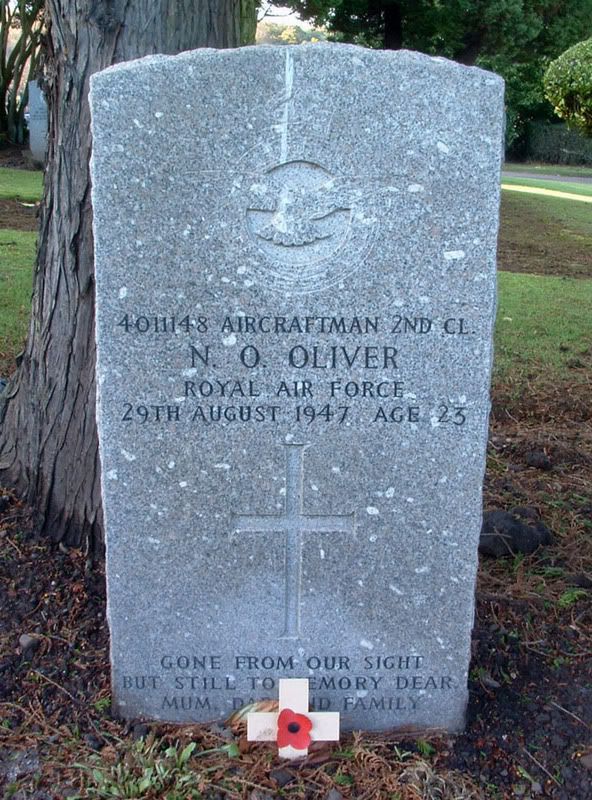 4011148 AIRCRAFTMAN 2ND CL.
N. O. OLIVER
ROYAL AIR FORCE
29TH AUGUST 1947 AGE 23
GONE FROM OUR SIGHT
BUT STILL TO MEMORY DEAR.
MUM, FAMILY